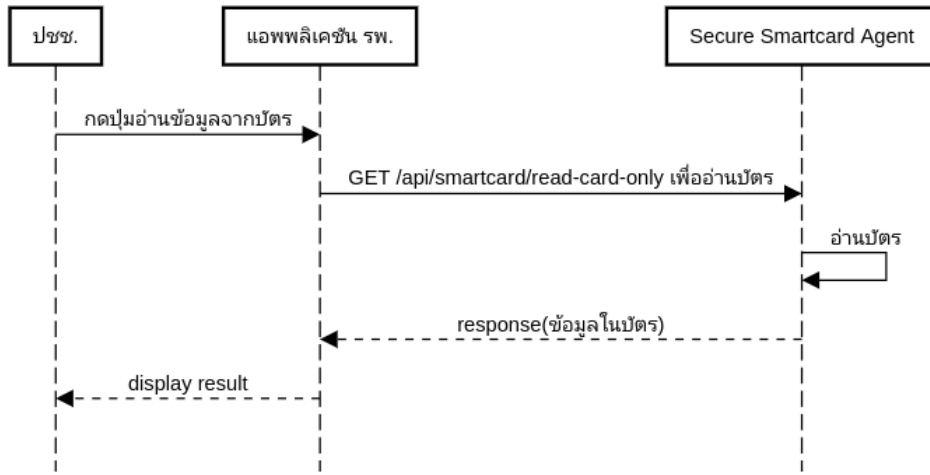 ปชช.
แอพพลิเคชัน รพ.
Secure Smartcard Agent
กดปุ่มอ่านข้อมูลจากบัตร
GET /api/smartcard/read-card-only เพื่ออ่านบัตร
อ่านบัตร
response(ข้อมูลในบัตร)
display result